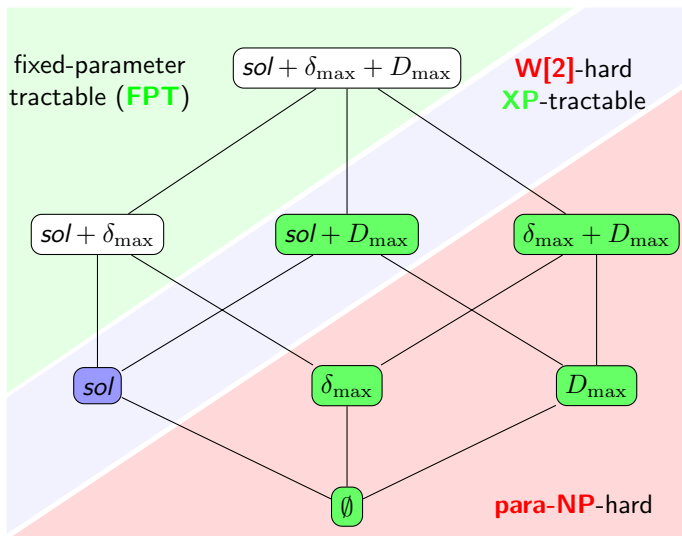 fixed-parameter
tractable (FPT)
sol + δmax + Dmax
W[2]-hard
XP-tractable
sol + δmax
sol + Dmax
δmax + Dmax
sol
δmax
Dmax
∅
para-NP-hard